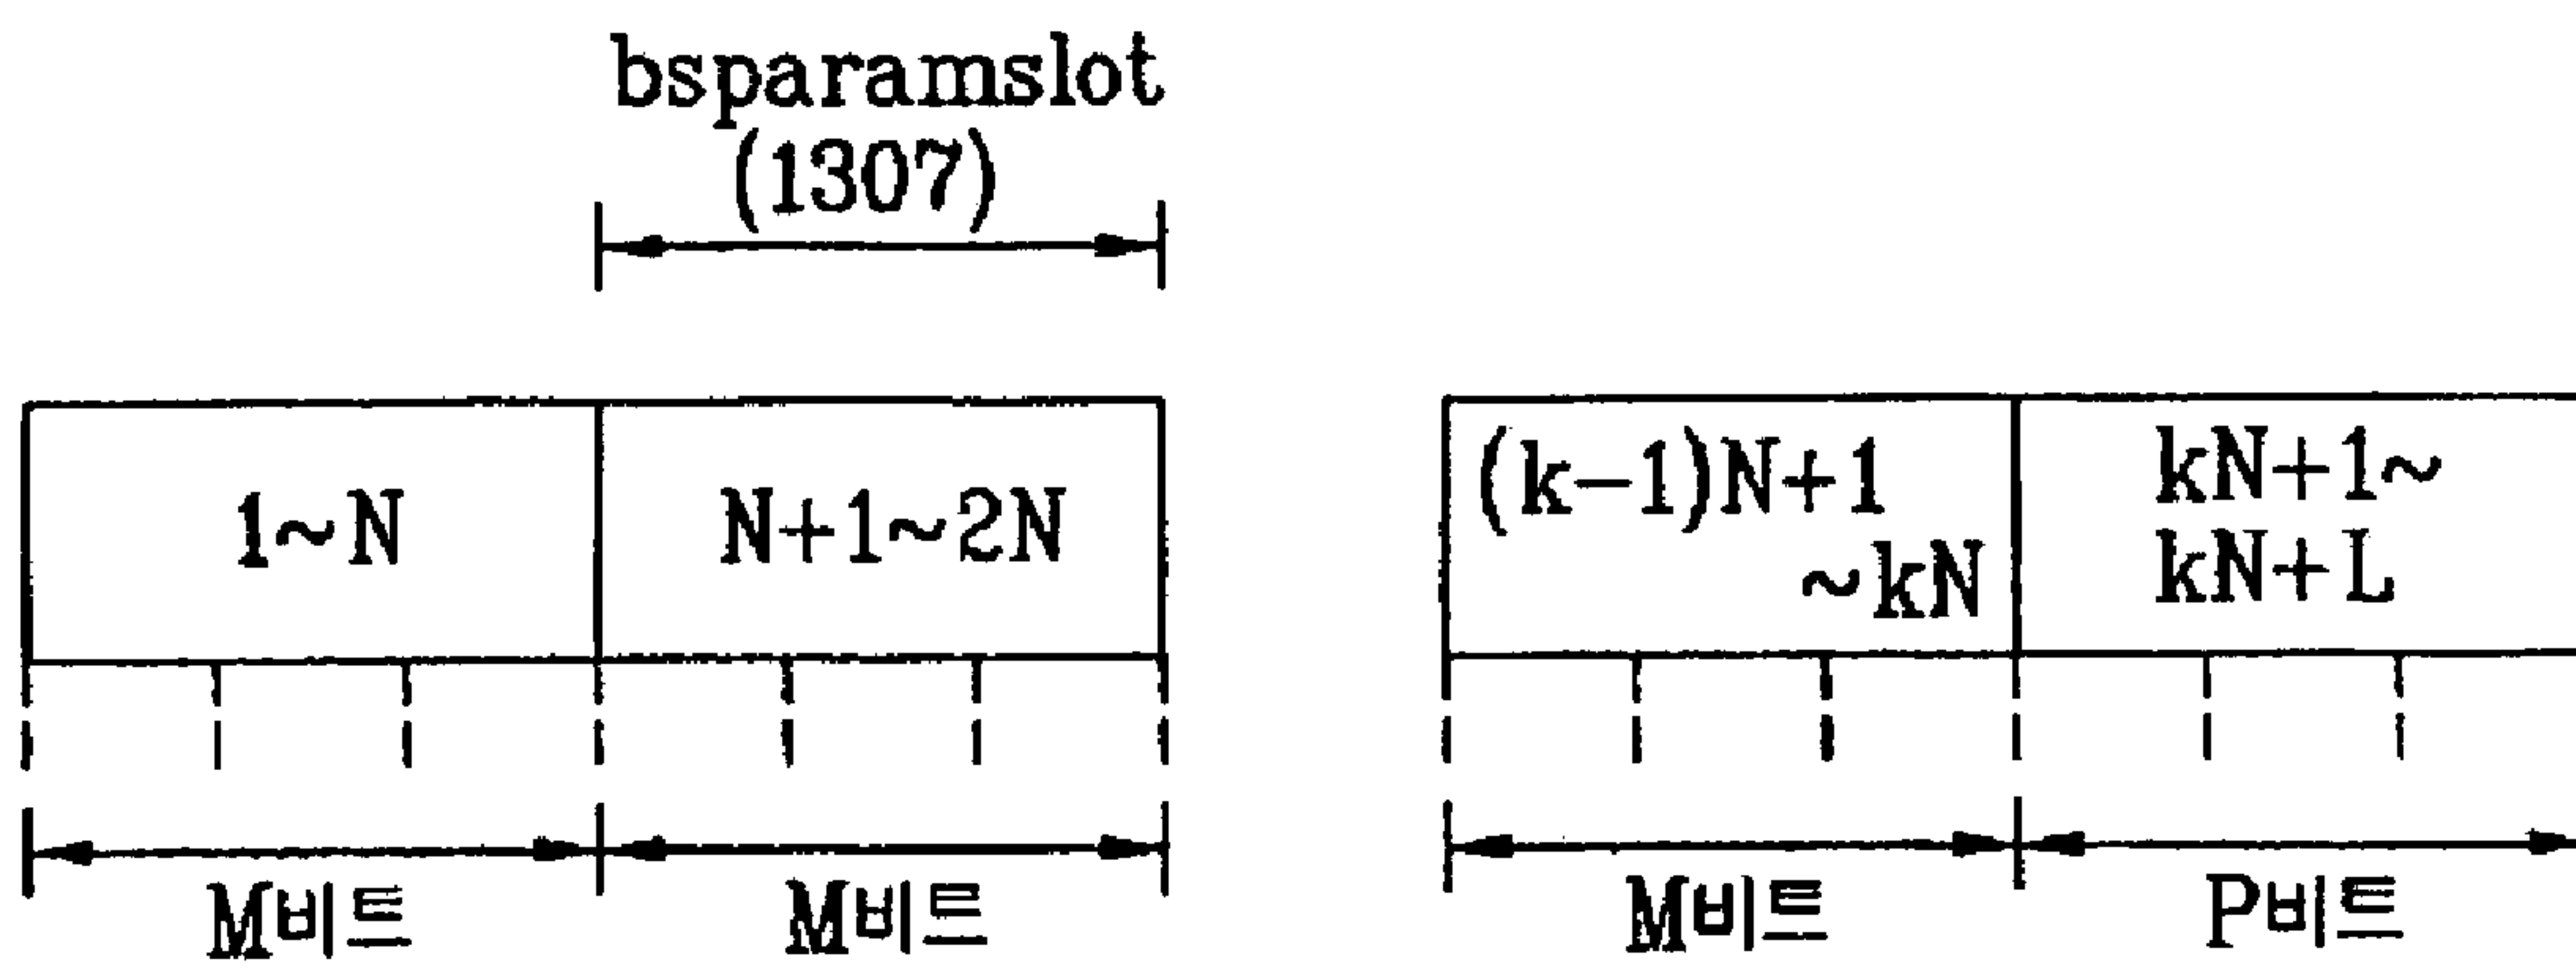 bsparamslot
(1307)
1~N
N+1~2N
(k-1)N+1
~kN
kN+1~
kN+L
M비트
M비트
M비트
P비트